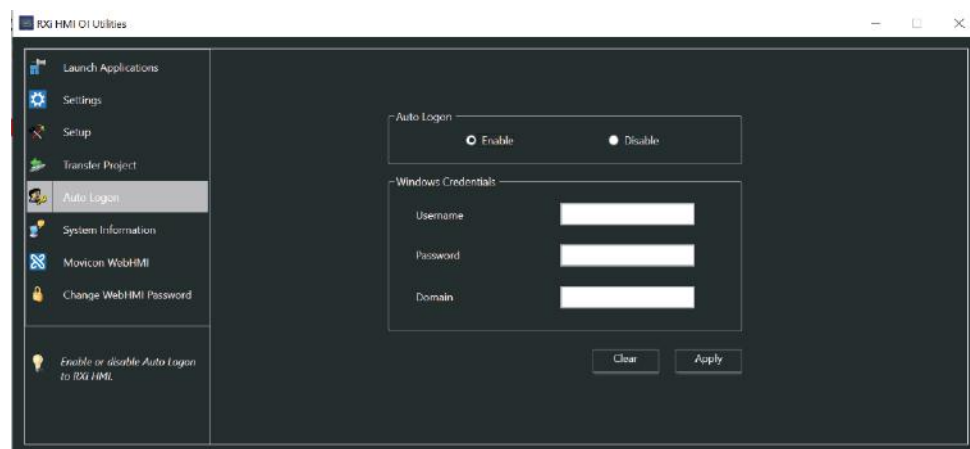 RXi HMI OI Utilities
Launch Applications
Settings
Setup
Transfer Project
Auto Logon
System Information
Movicon WebHMI
Change WebHMI Password
Enable or disable Auto Logon
to RXi HMI.
Auto Logon
Enable
Disable
Windows Credentials
Username
Password
Domain
Clear
Apply